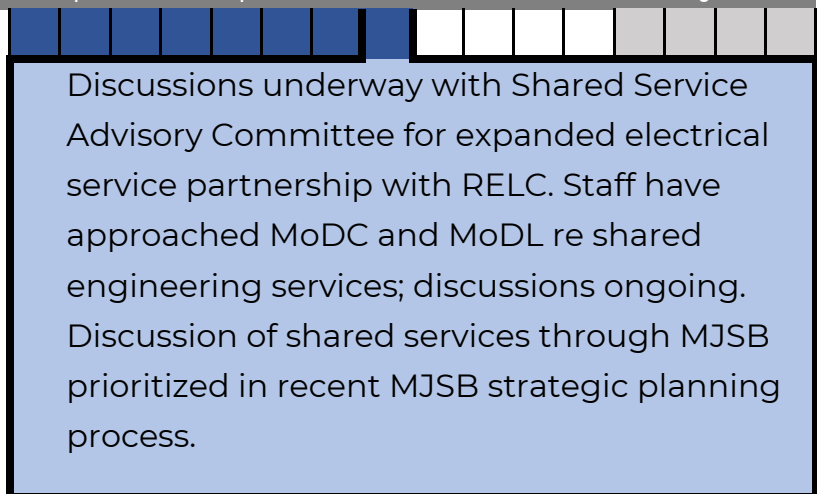 Discussions underway with Shared Service
Advisory Committee for expanded electrical
service partnership with RELC. Staff have
approached MoDC and MoDL re shared
engineering services; discussions ongoing.
Discussion of shared services through MJSB
prioritized in recent MJSB strategic planning
process.